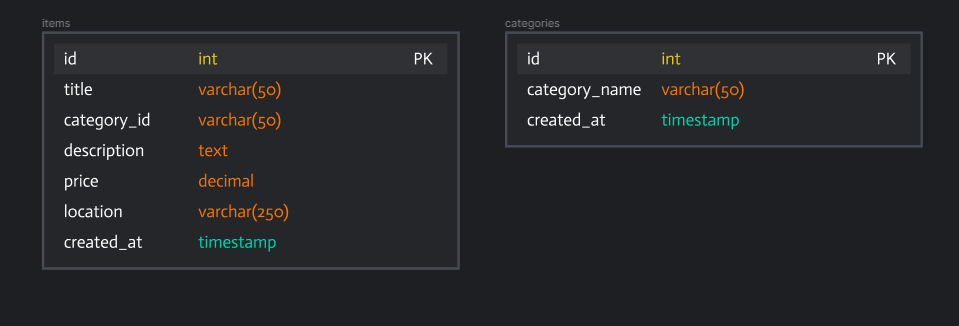 items
id int PK
title varchar(50)
category_id varchar(50)
description text
price decimal
location varchar(250)
created_at timestamp
categories
id int PK
category_name varchar(50)
created_at timestamp